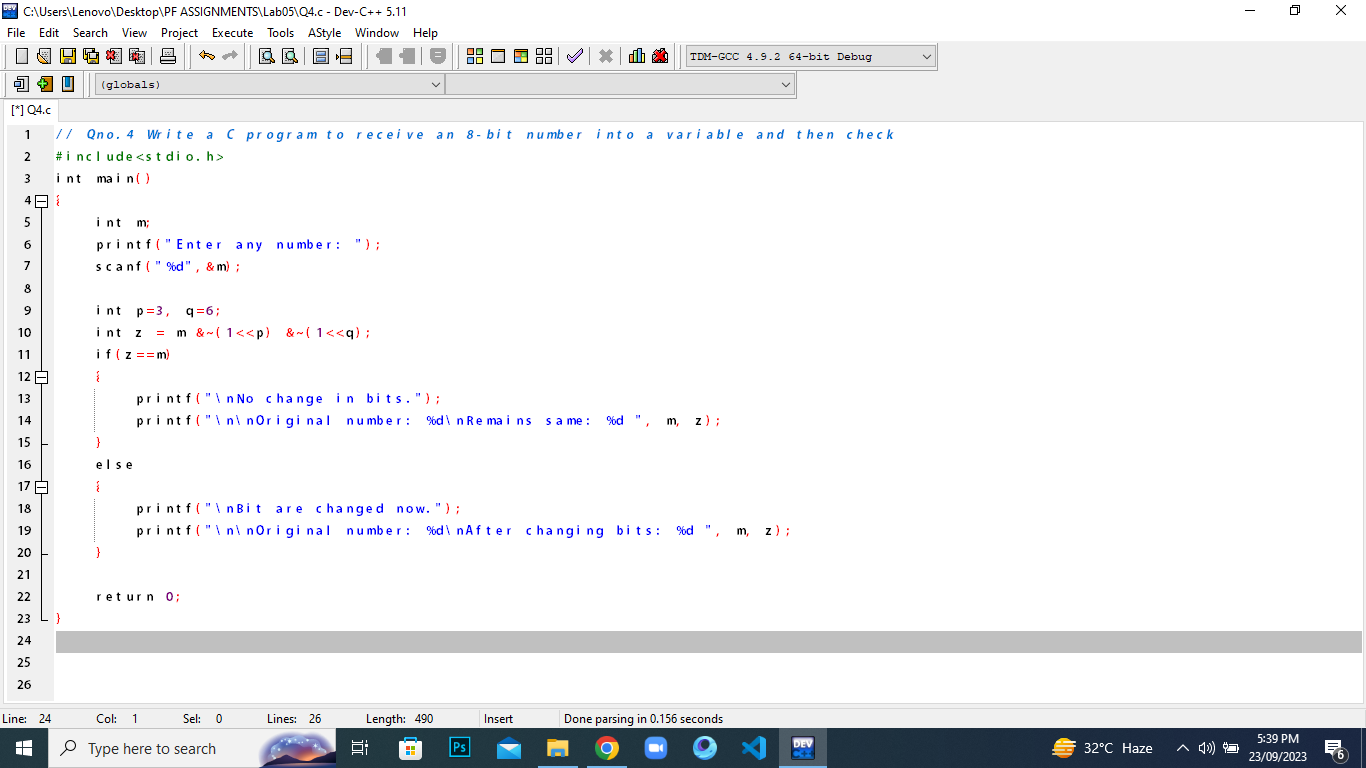 C:\Users\Lenovo\Desktop\PF ASSIGNMENTS\Lab05\Q4.c - Dev-C++ 5.11
File Edit Search View Project Execute Tools AStyle Window Help
TDM-GCC 4.9.2 64-bit Debug
(globals)
[*] Q4.c
1 // Qno.4 Write a C program to receive an 8-bit number into a variable and then check
2 #include<stdio.h>
3 int main()
4 {
5 int m;
6 printf("Enter any number: ");
7 scanf("%d",&m);
8
9 int p=3, q=6;
10 int z = m &~(1<<p) &~(1<<q);
11 if(z==m)
12 {
13 printf("\nNo change in bits.");
14 printf("\n\nOriginal number: %d\nRemains same: %d ", m, z);
15 }
16 else
17 {
18 printf("\nBit are changed now.");
19 printf("\n\nOriginal number: %d\nAfter changing bits: %d ", m, z);
20 }
21
22 return 0;
23 }
24
25
26
Line: 24 Col: 1 Sel: 0 Lines: 26 Length: 490 Insert Done parsing in 0.156 seconds
Type here to search
Ps
DEV
32°C Haze
5:39 PM
23/09/2023
6